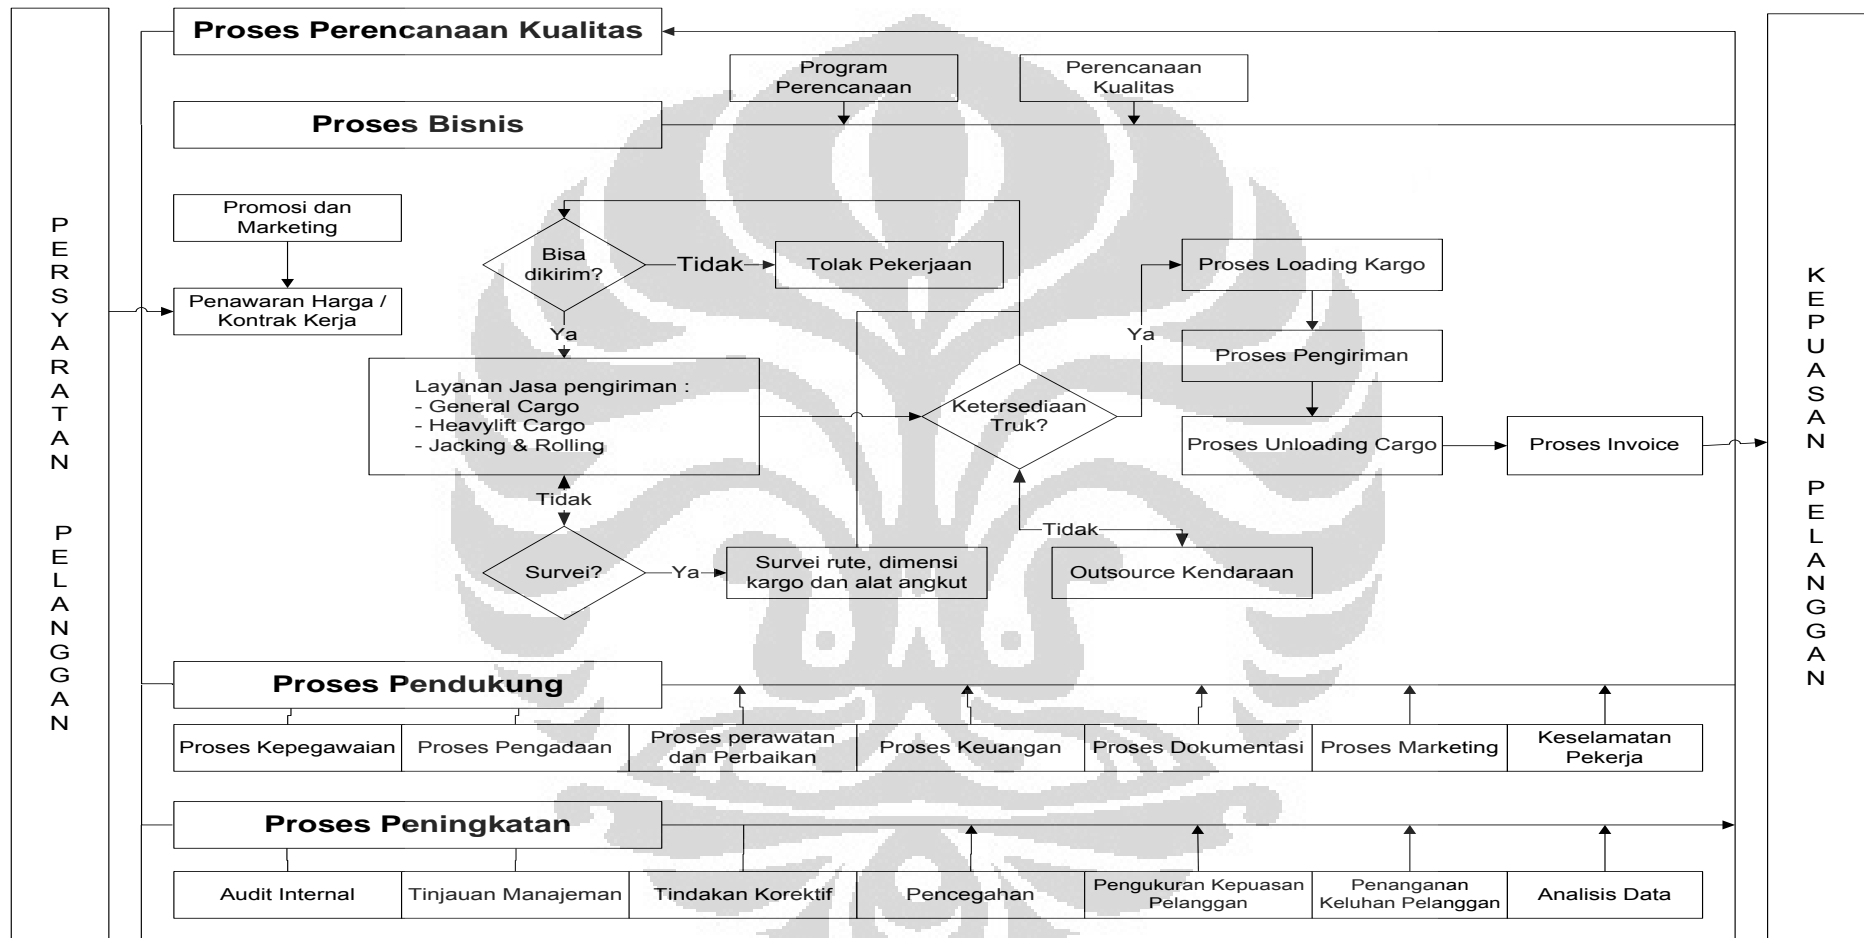 PERSYARATAN PELANGGAN
Proses Perencanaan Kualitas
Program
Perencanaan
Perencanaan
Kualitas
Proses Bisnis
Promosi dan
Marketing
Penawaran Harga /
Kontrak Kerja
Bisa
dikirim?
Tidak
Tolak Pekerjaan
Ya
Layanan Jasa pengiriman :
- General Cargo
- Heavylift Cargo
- Jacking & Rolling
Tidak
Survei?
Ya
Survei rute, dimensi
kargo dan alat angkut
Ketersediaan
Truk?
Tidak
Outsource Kendaraan
Ya
Proses Loading Kargo
Proses Pengiriman
Proses Unloading Cargo
Proses Invoice
KEPUASAN PELANGGAN
Proses Pendukung
Proses Kepegawaian
Proses Pengadaan
Proses perawatan
dan Perbaikan
Proses Keuangan
Proses Dokumentasi
Proses Marketing
Keselamatan
Pekerja
Proses Peningkatan
Audit Internal
Tinjauan Manajeman
Tindakan Korektif
Pencegahan
Pengukuran Kepuasan
Pelanggan
Penanganan
Keluhan Pelanggan
Analisis Data